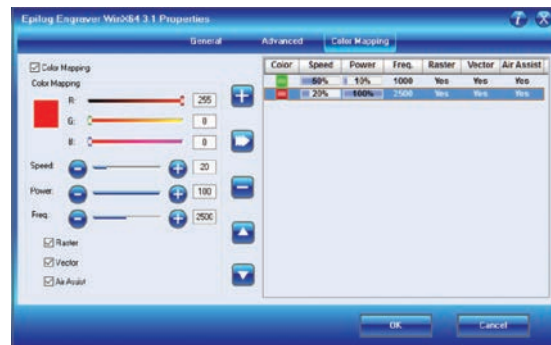 Epilog Engraver WinX64 3.1 Properties
General Advanced Color Mapping
Color Mapping
Color Mapping
R: 255
G: 0
B: 0
Speed: 20
Power: 100
Freq. 2500
Raster
Vector
Air Assist
Color Speed Power Freq. Raster Vector Air Assist
60% 10% 1000 Yes Yes Yes
20% 100% 2500 Yes Yes Yes
OK Cancel